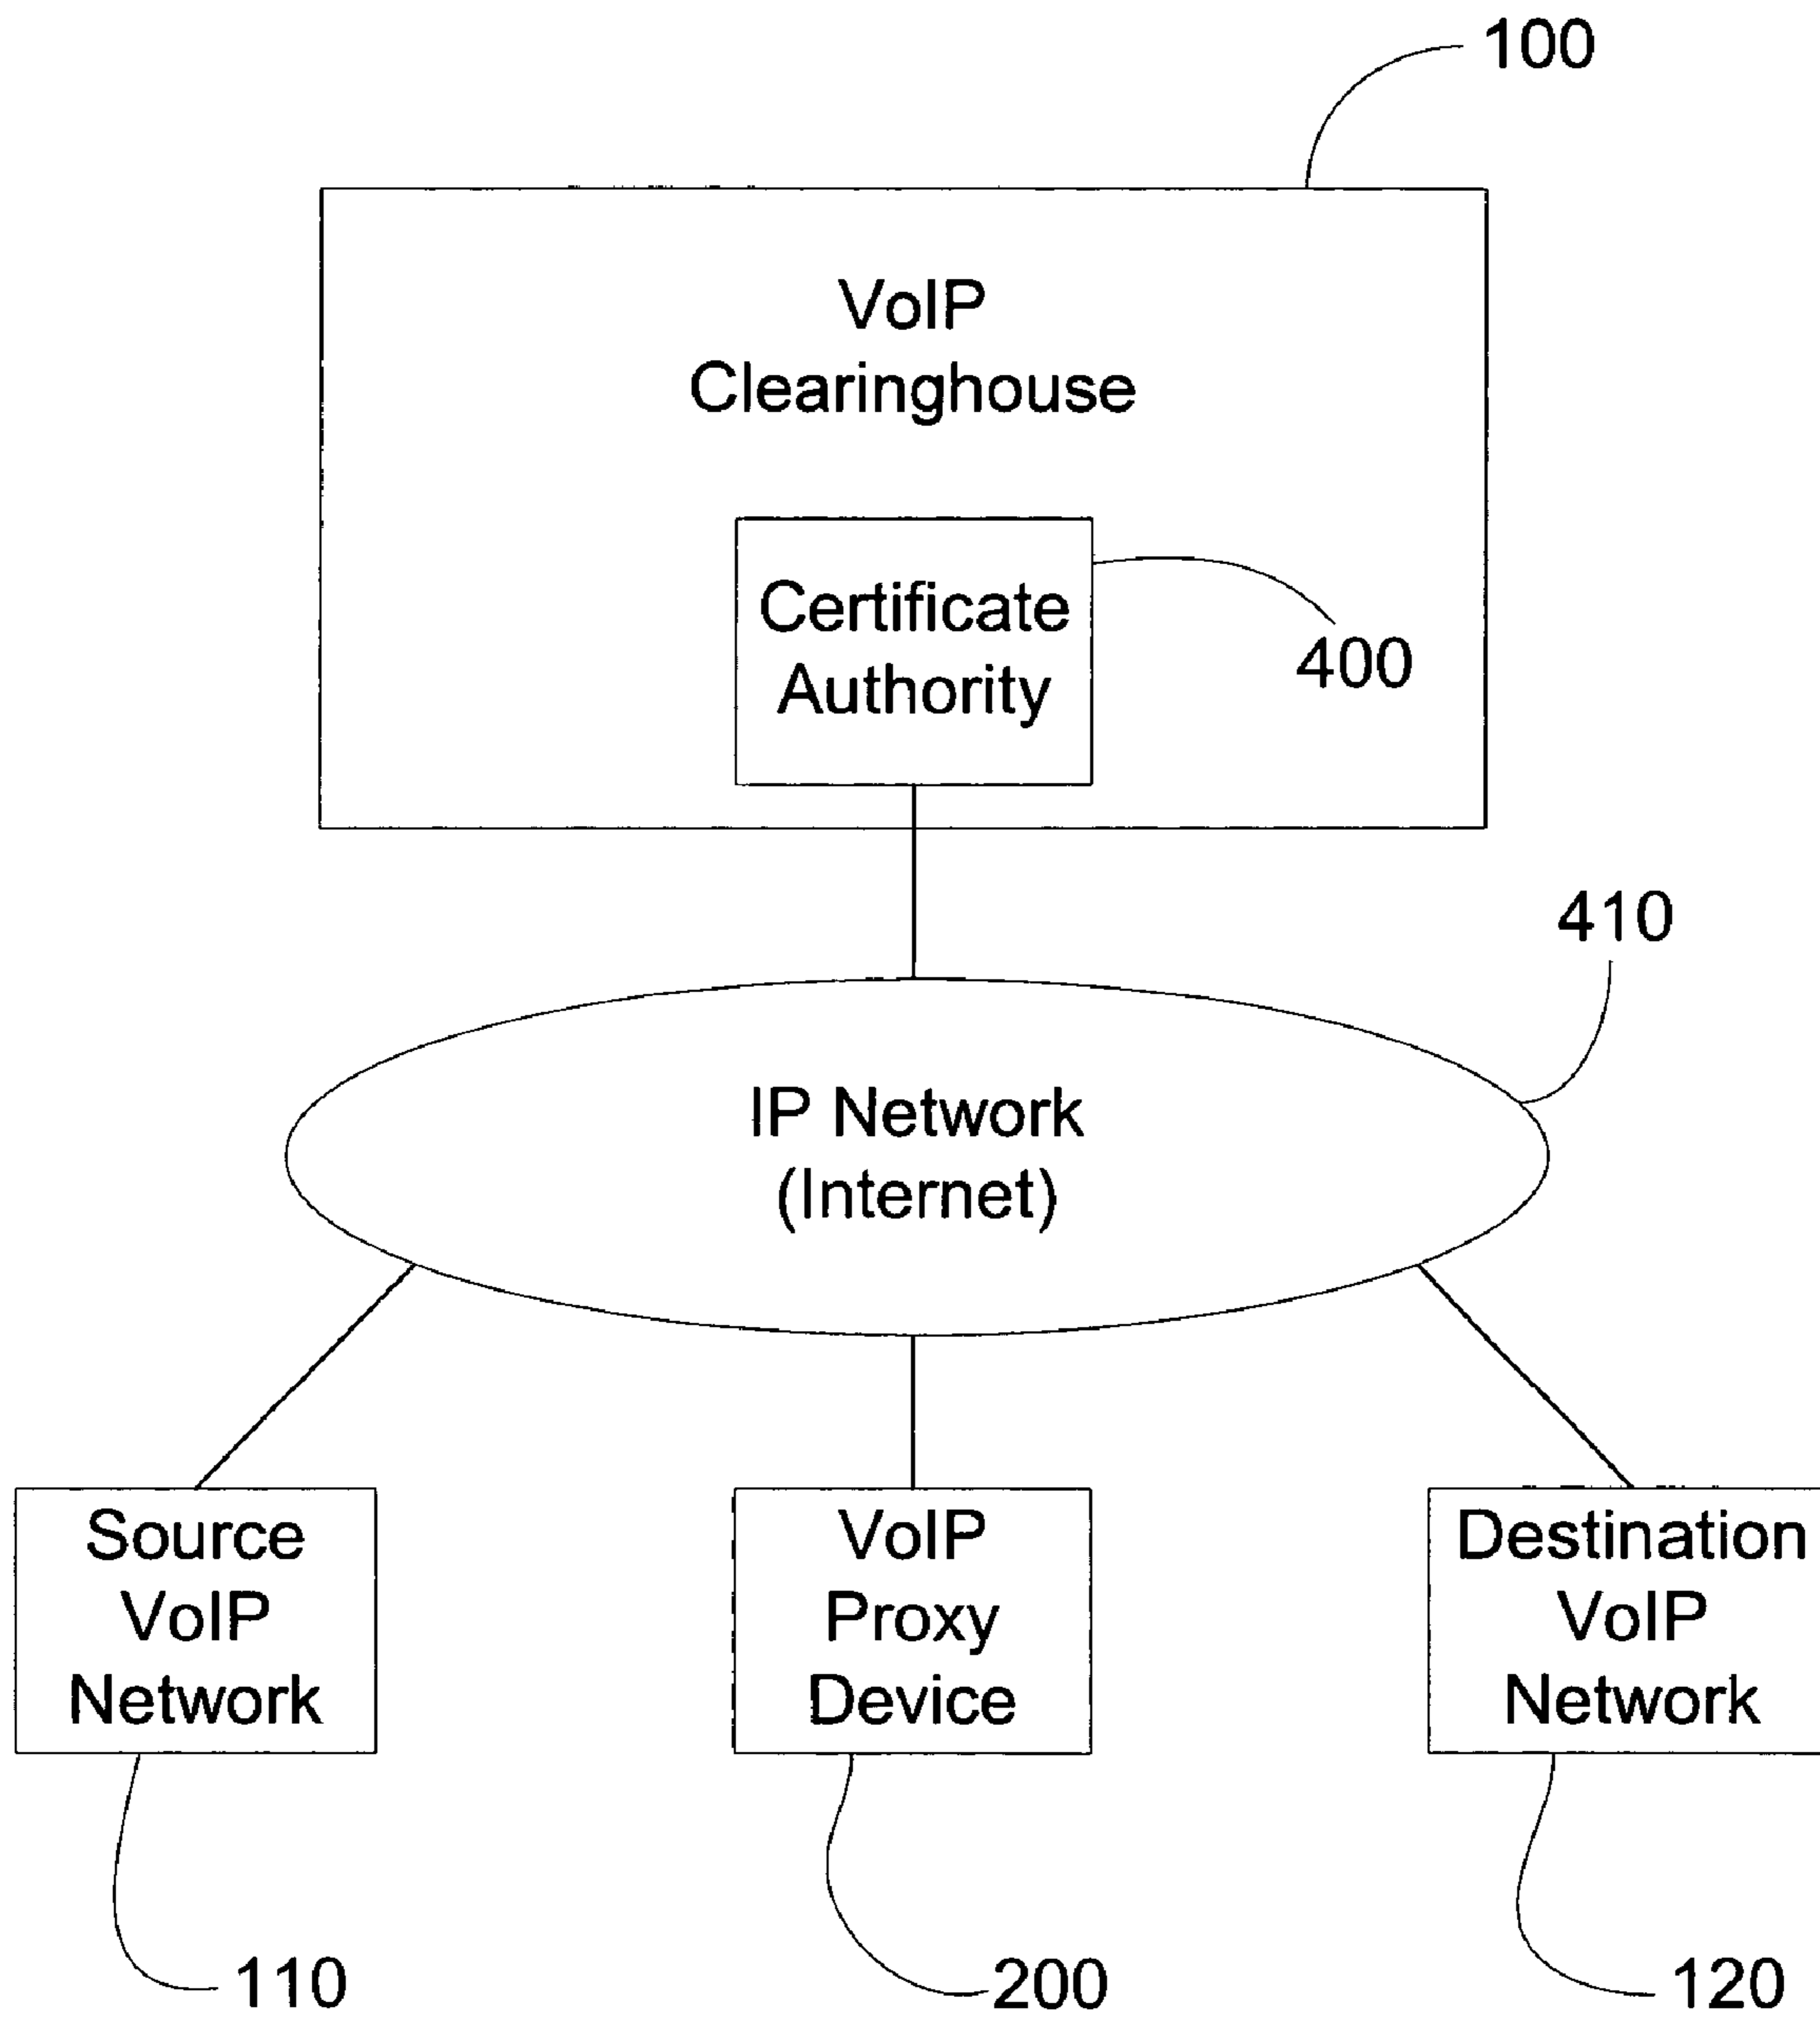 100
VoIP
Clearinghouse
Certificate
Authority
400
410
IP Network
(Internet)
Source
VoIP
Network
VoIP
Proxy
Device
Destination
VoIP
Network
110
200
120